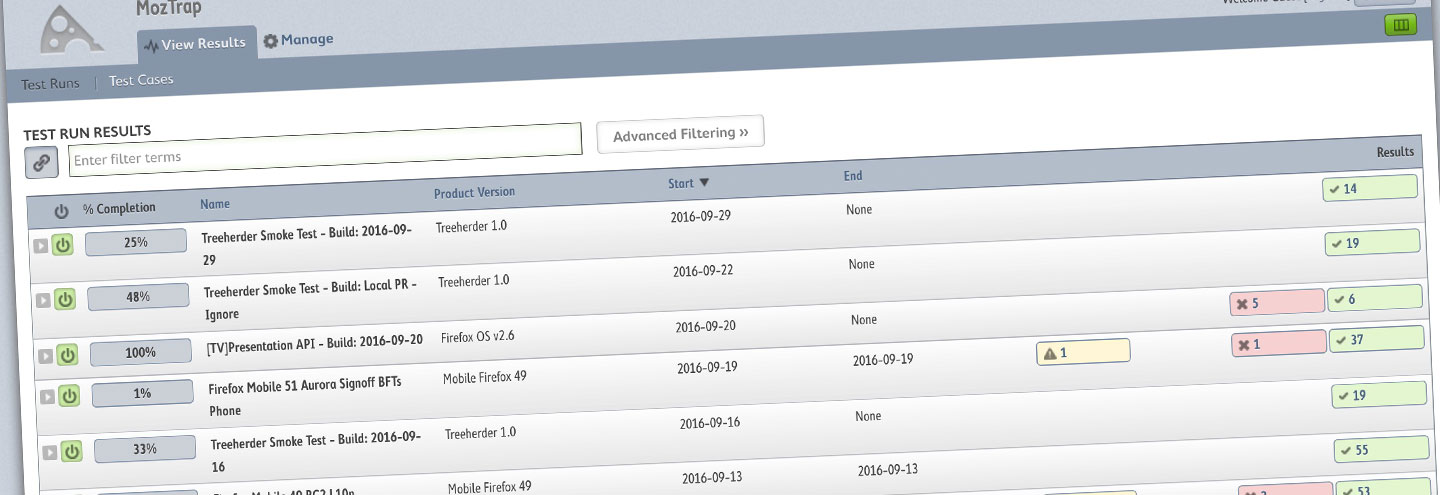 MozTrap
View Results
Manage
Test Runs | Test Cases
TEST RUN RESULTS
Enter filter terms
Advanced Filtering »
% Completion Name Product Version Start ▼ End Results
25% Treeherder Smoke Test - Build: 2016-09-
29 Treeherder 1.0 2016-09-29 None 14
48% Treeherder Smoke Test - Build: Local PR -
Ignore Treeherder 1.0 2016-09-22 None 19
100% [TV]Presentation API - Build: 2016-09-20 Firefox OS v2.6 2016-09-20 None 5 6
1% Firefox Mobile 51 Aurora Signoff BFTs
Phone Mobile Firefox 49 2016-09-19 2016-09-19 1 1 37
33% Treeherder Smoke Test - Build: 2016-09-
16 Treeherder 1.0 2016-09-16 None 19
Mobile Firefox 49 2016-09-13 2016-09-13 55
53